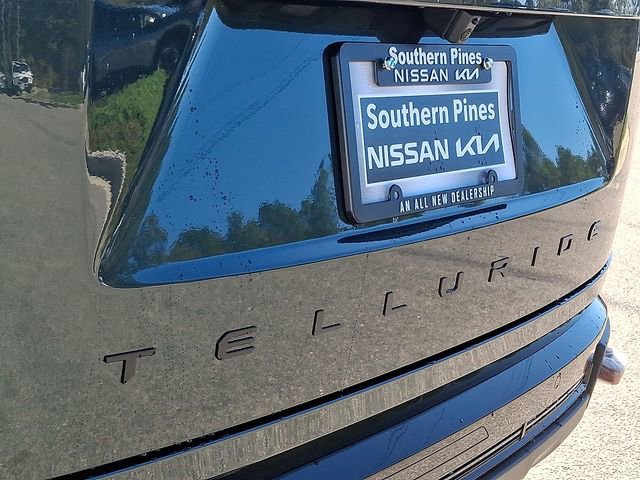 Southern Pines
NISSAN KIA
Southern Pines
NISSAN KIA
AN ALL NEW DEALERSHIP
TELLURIDE